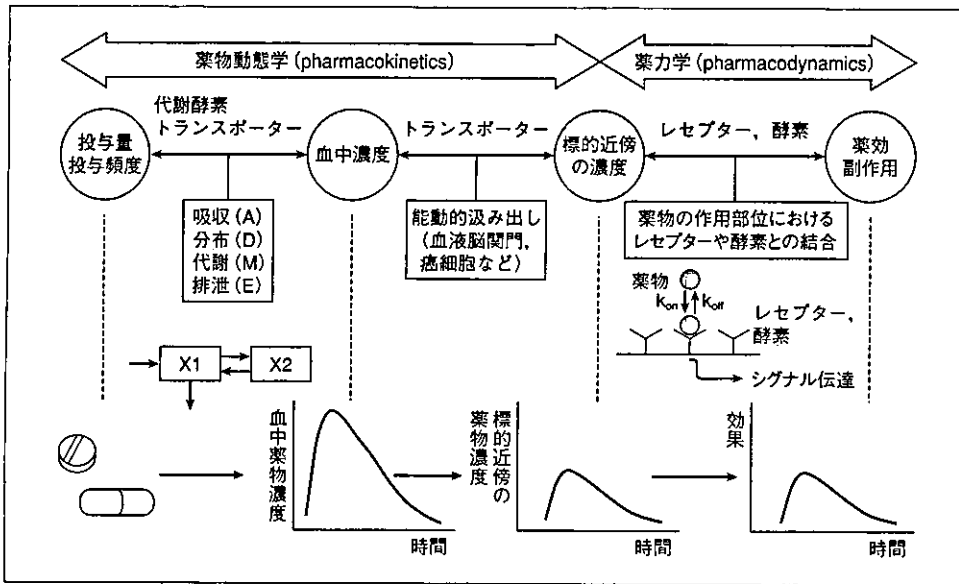 薬物動態学(pharmacokinetics)
薬力学(pharmacodynamics)
投与量
投与頻度
代謝酵素
トランスポーター
血中濃度
トランスポーター
標的近傍
の濃度
レセプター，酵素
薬効
副作用
吸収(A)
分布(D)
代謝(M)
排泄(E)
能動的汲み出し
(血液脳関門，
癌細胞など)
薬物の作用部位における
レセプターや酵素との結合
薬物
kon
koff
レセプター，
酵素
シグナル伝達
X1
X2
血中薬物濃度
時間
標的近傍の
薬物濃度
時間
効果
時間